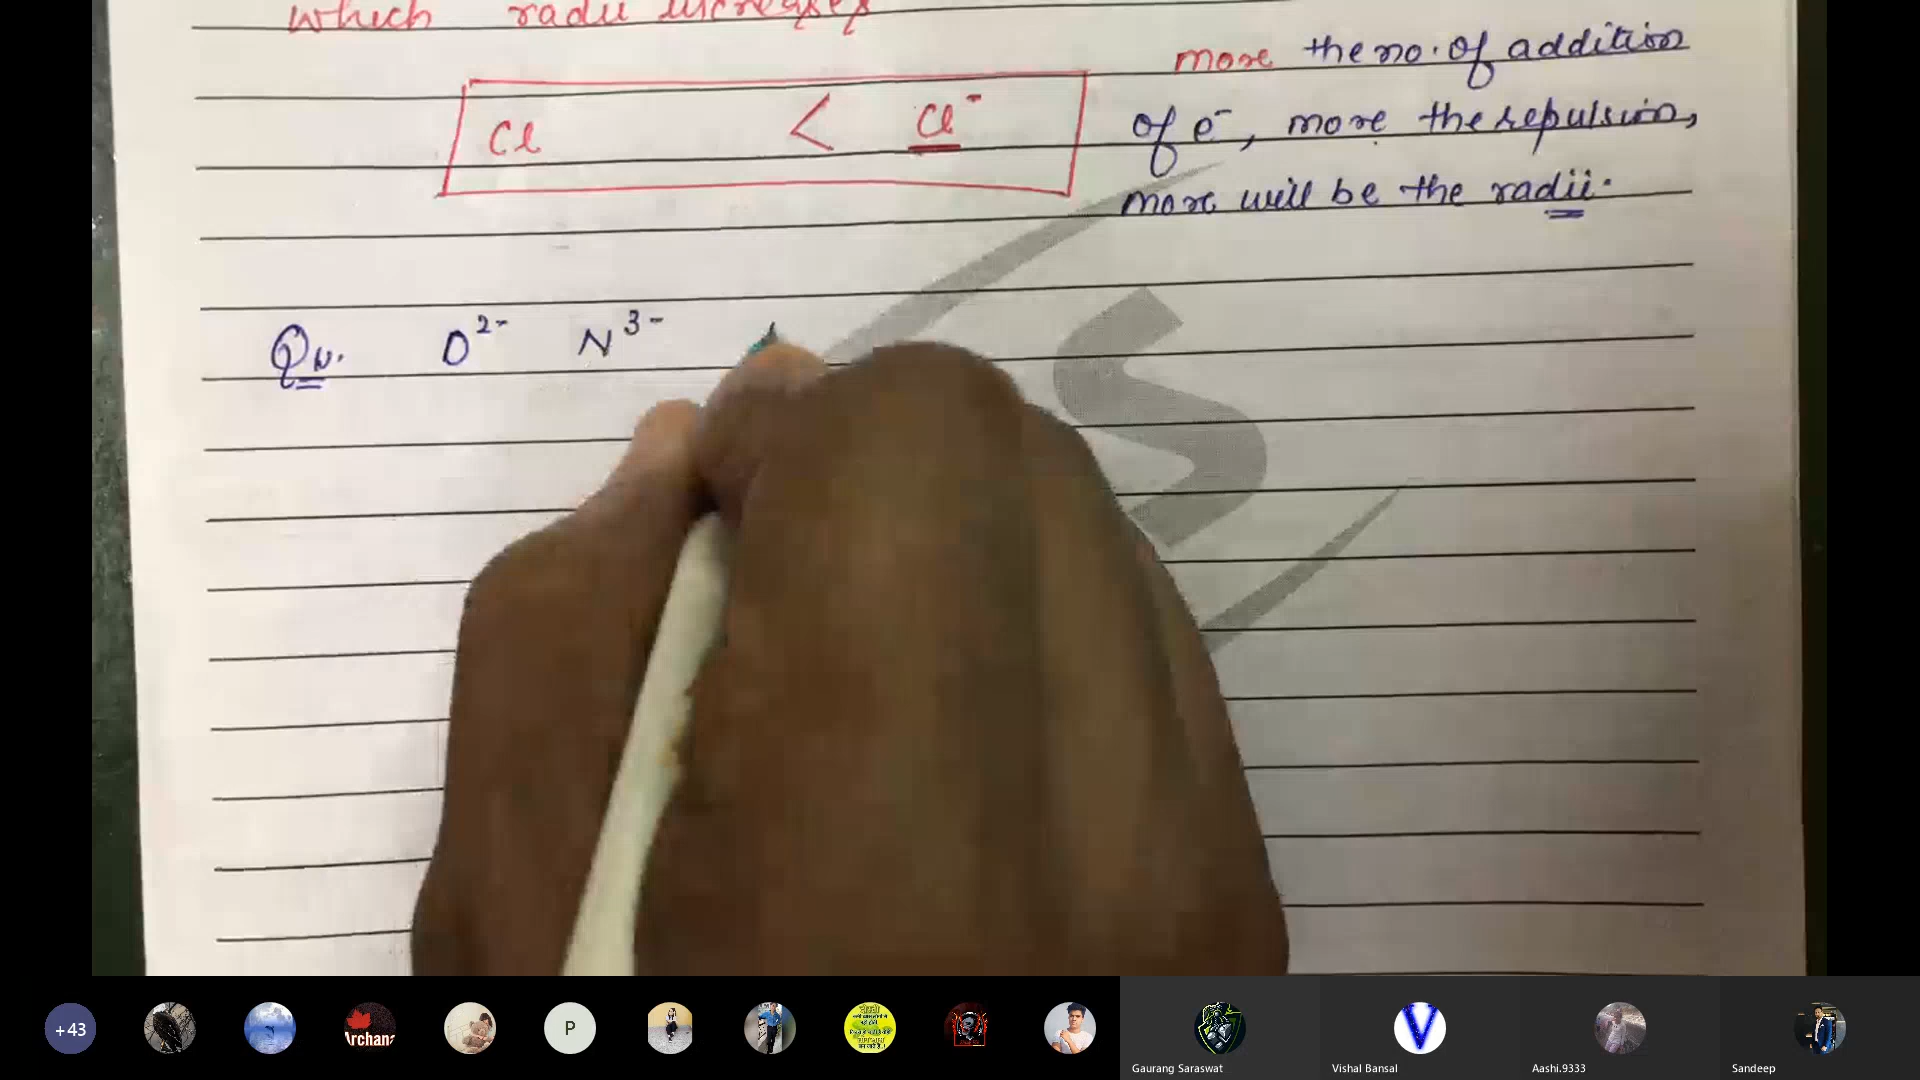 which radii increases
more the no. of addition
Cl < Cl⁻
of e⁻, more the repulsion,
more will be the radii.
Qn. O²⁻ N³⁻
S
+43
Archana
P
V
Gaurang Saraswat
Vishal Bansal
Aashi.9333
Sandeep